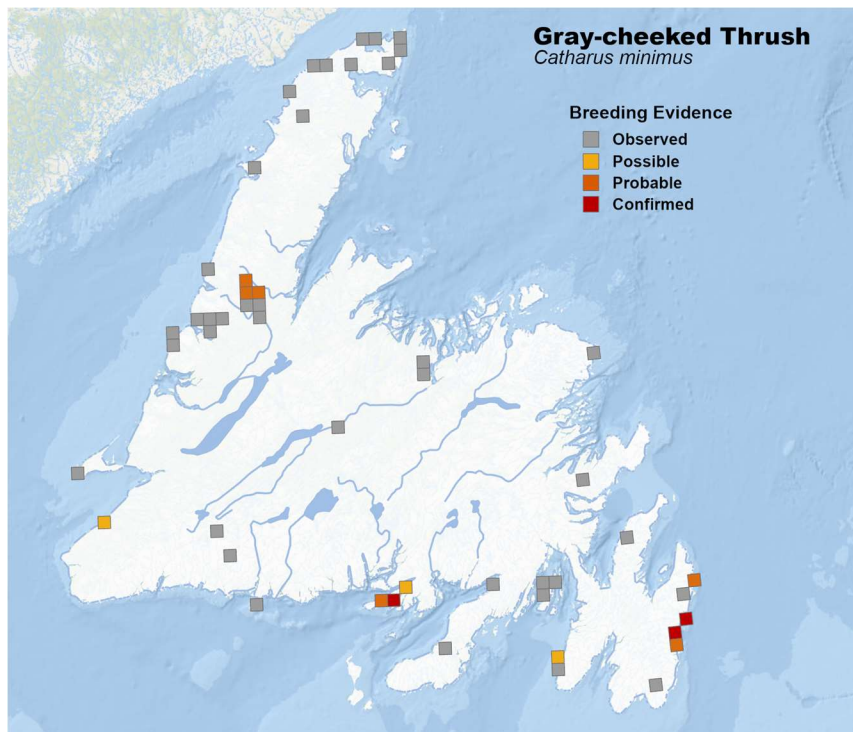 Gray-cheeked Thrush
Catharus minimus
Breeding Evidence
Observed
Possible
Probable
Confirmed